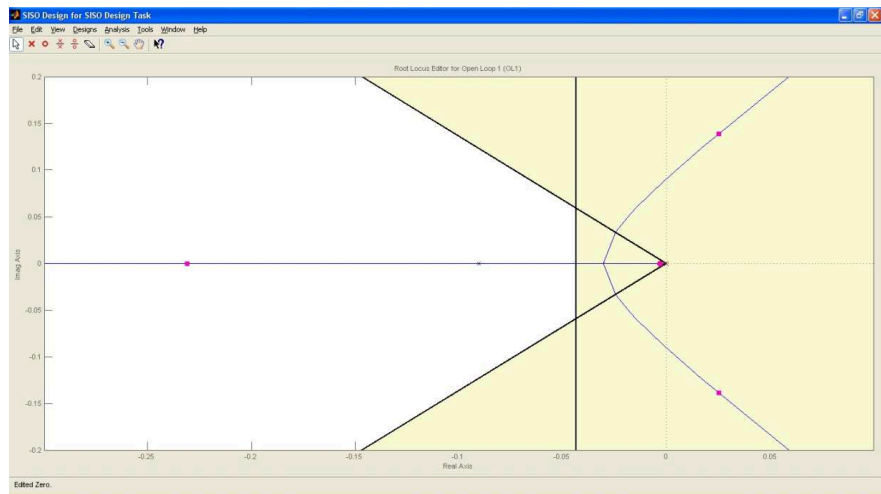 SISO Design for SISO Design Task
File Edit View Designs Analysis Tools Window Help
Root Locus Editor for Open Loop 1 (OL1)
0.2
0.15
0.1
0.05
0
-0.05
-0.1
-0.15
-0.2
Imag Axis
-0.25 -0.2 -0.15 -0.1 -0.05 0 0.05
Real Axis
Edited Zero.